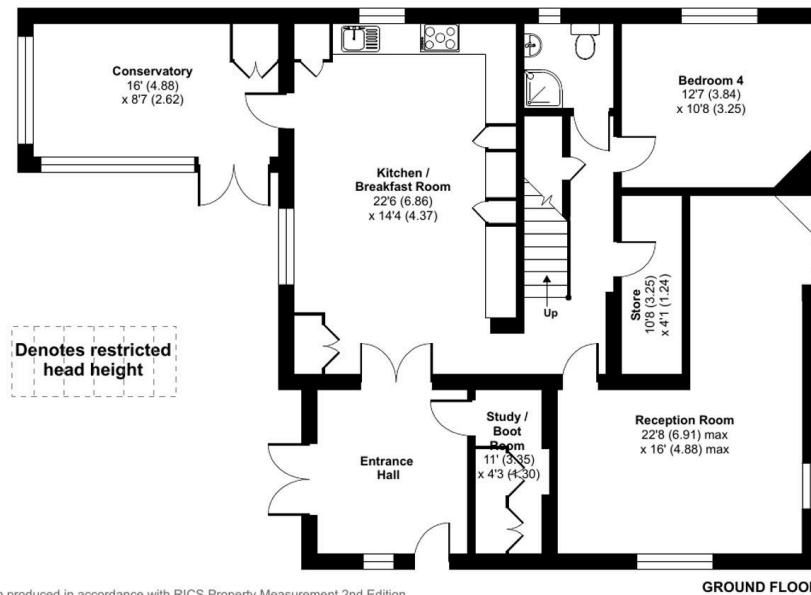 Conservatory
16' (4.88)
x 8'7 (2.62)
Kitchen /
Breakfast Room
22'6 (6.86)
x 14'4 (4.37)
Bedroom 4
12'7 (3.84)
x 10'8 (3.25)
Up
Store
10'8 (3.25)
x 4'1 (1.24)
Denotes restricted
head height
Entrance
Hall
Study /
Boot
Room
11' (3.35)
x 4'3 (1.30)
Reception Room
22'8 (6.91) max
x 16' (4.88) max
GROUND FLOOR
produced in accordance with RICS Property Measurement 2nd Edition